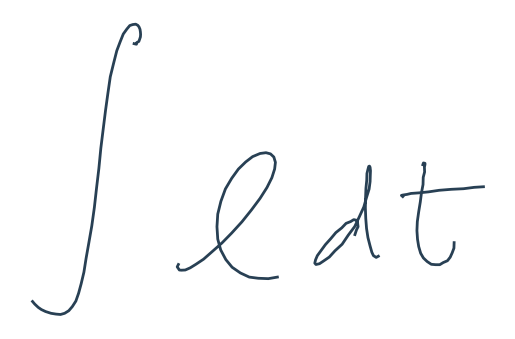 ∫ ℓ dt